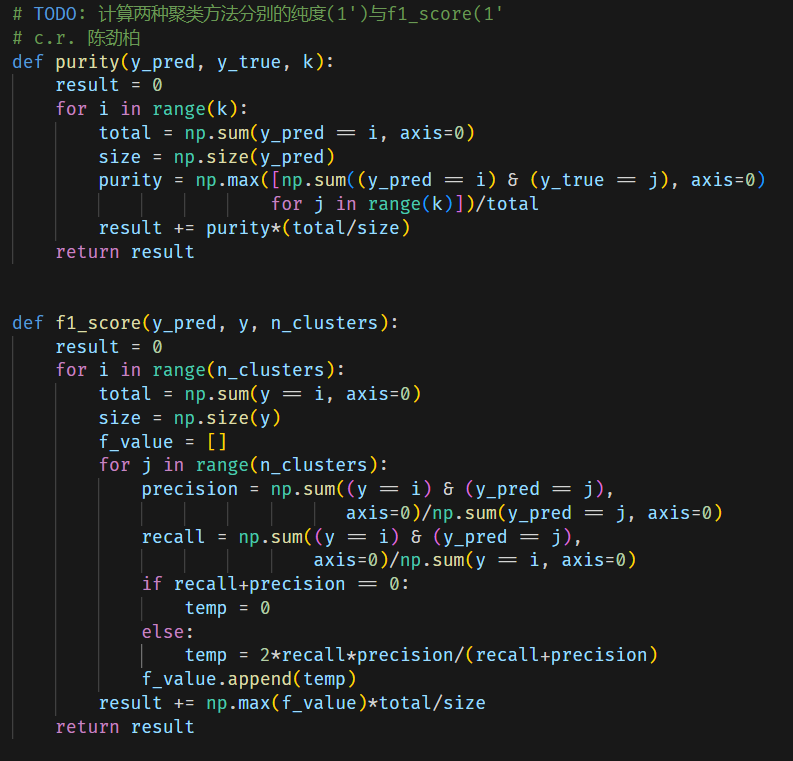 # TODO: 计算两种聚类方法分别的纯度(1')与f1_score(1'
# c.r. 陈劲柏
def purity(y_pred, y_true, k):
    result = 0
    for i in range(k):
        total = np.sum(y_pred == i, axis=0)
        size = np.size(y_pred)
        purity = np.max([np.sum((y_pred == i) & (y_true == j), axis=0)
                        for j in range(k)])/total
        result += purity*(total/size)
    return result
def f1_score(y_pred, y, n_clusters):
    result = 0
    for i in range(n_clusters):
        total = np.sum(y == i, axis=0)
        size = np.size(y)
        f_value = []
        for j in range(n_clusters):
            precision = np.sum((y == i) & (y_pred == j),
                               axis=0)/np.sum(y_pred == j, axis=0)
            recall = np.sum((y == i) & (y_pred == j),
                            axis=0)/np.sum(y == i, axis=0)
            if recall+precision == 0:
                temp = 0
            else:
                temp = 2*recall*precision/(recall+precision)
            f_value.append(temp)
        result += np.max(f_value)*total/size
    return result